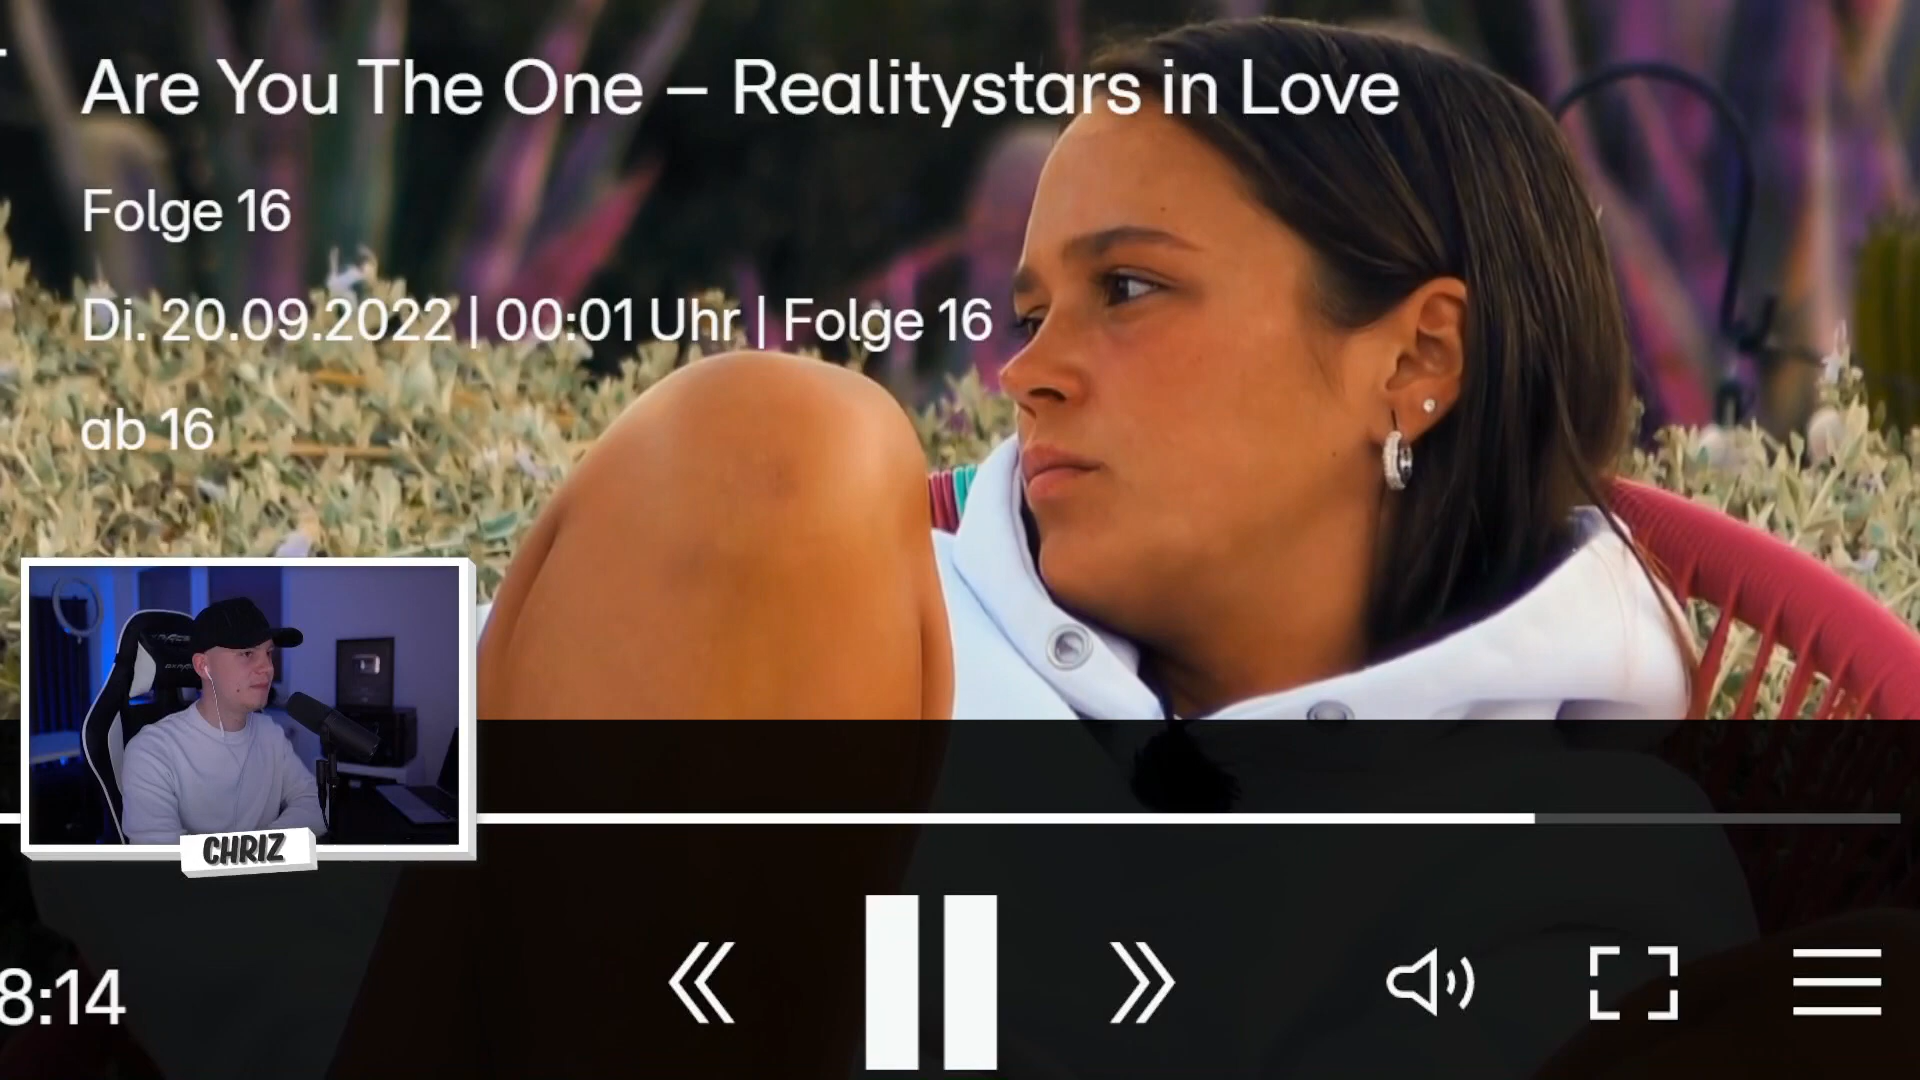 Are You The One – Realitystars in Love
Folge 16
Di. 20.09.2022 | 00:01 Uhr | Folge 16
ab 16
CHRIZ
8:14